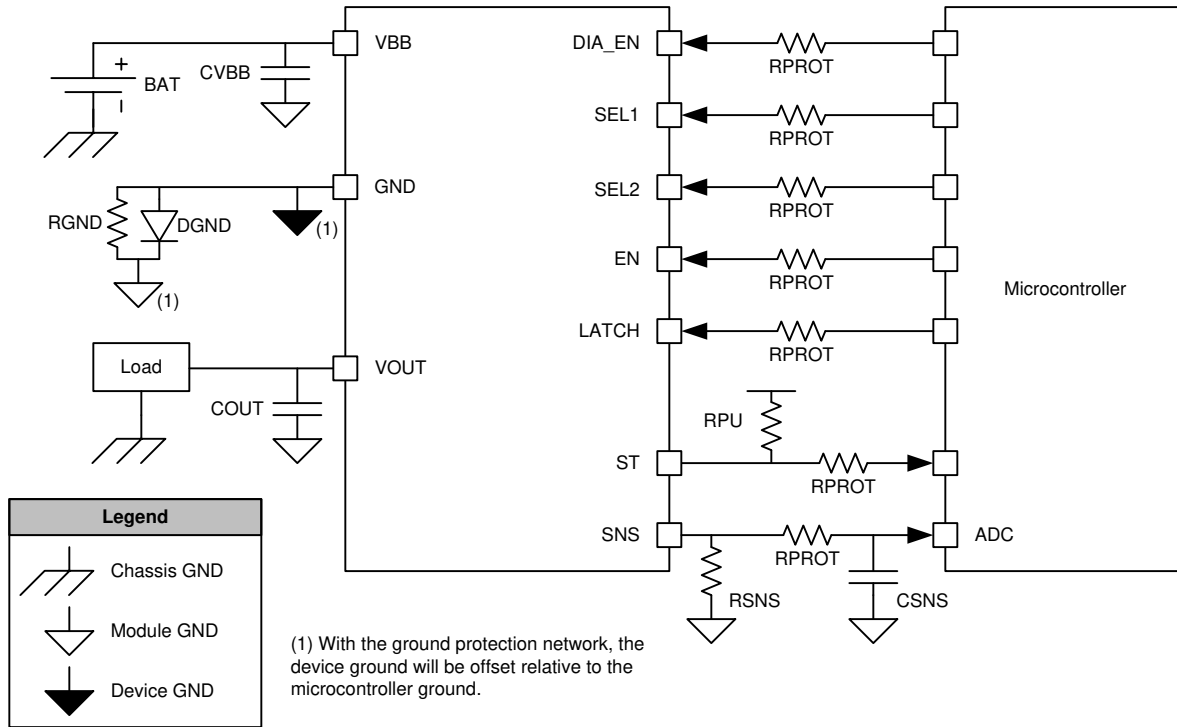 VBB
DIA_EN
RPROT
+
BAT
CVBB
SEL1
RPROT
GND
SEL2
RPROT
RGND
DGND
(1)
(1)
EN
RPROT
Microcontroller
LATCH
RPROT
Load
VOUT
COUT
RPU
ST
RPROT
SNS
RPROT
ADC
RSNS
CSNS
Legend
Chassis GND
Module GND
Device GND
(1) With the ground protection network, the
device ground will be offset relative to the
microcontroller ground.